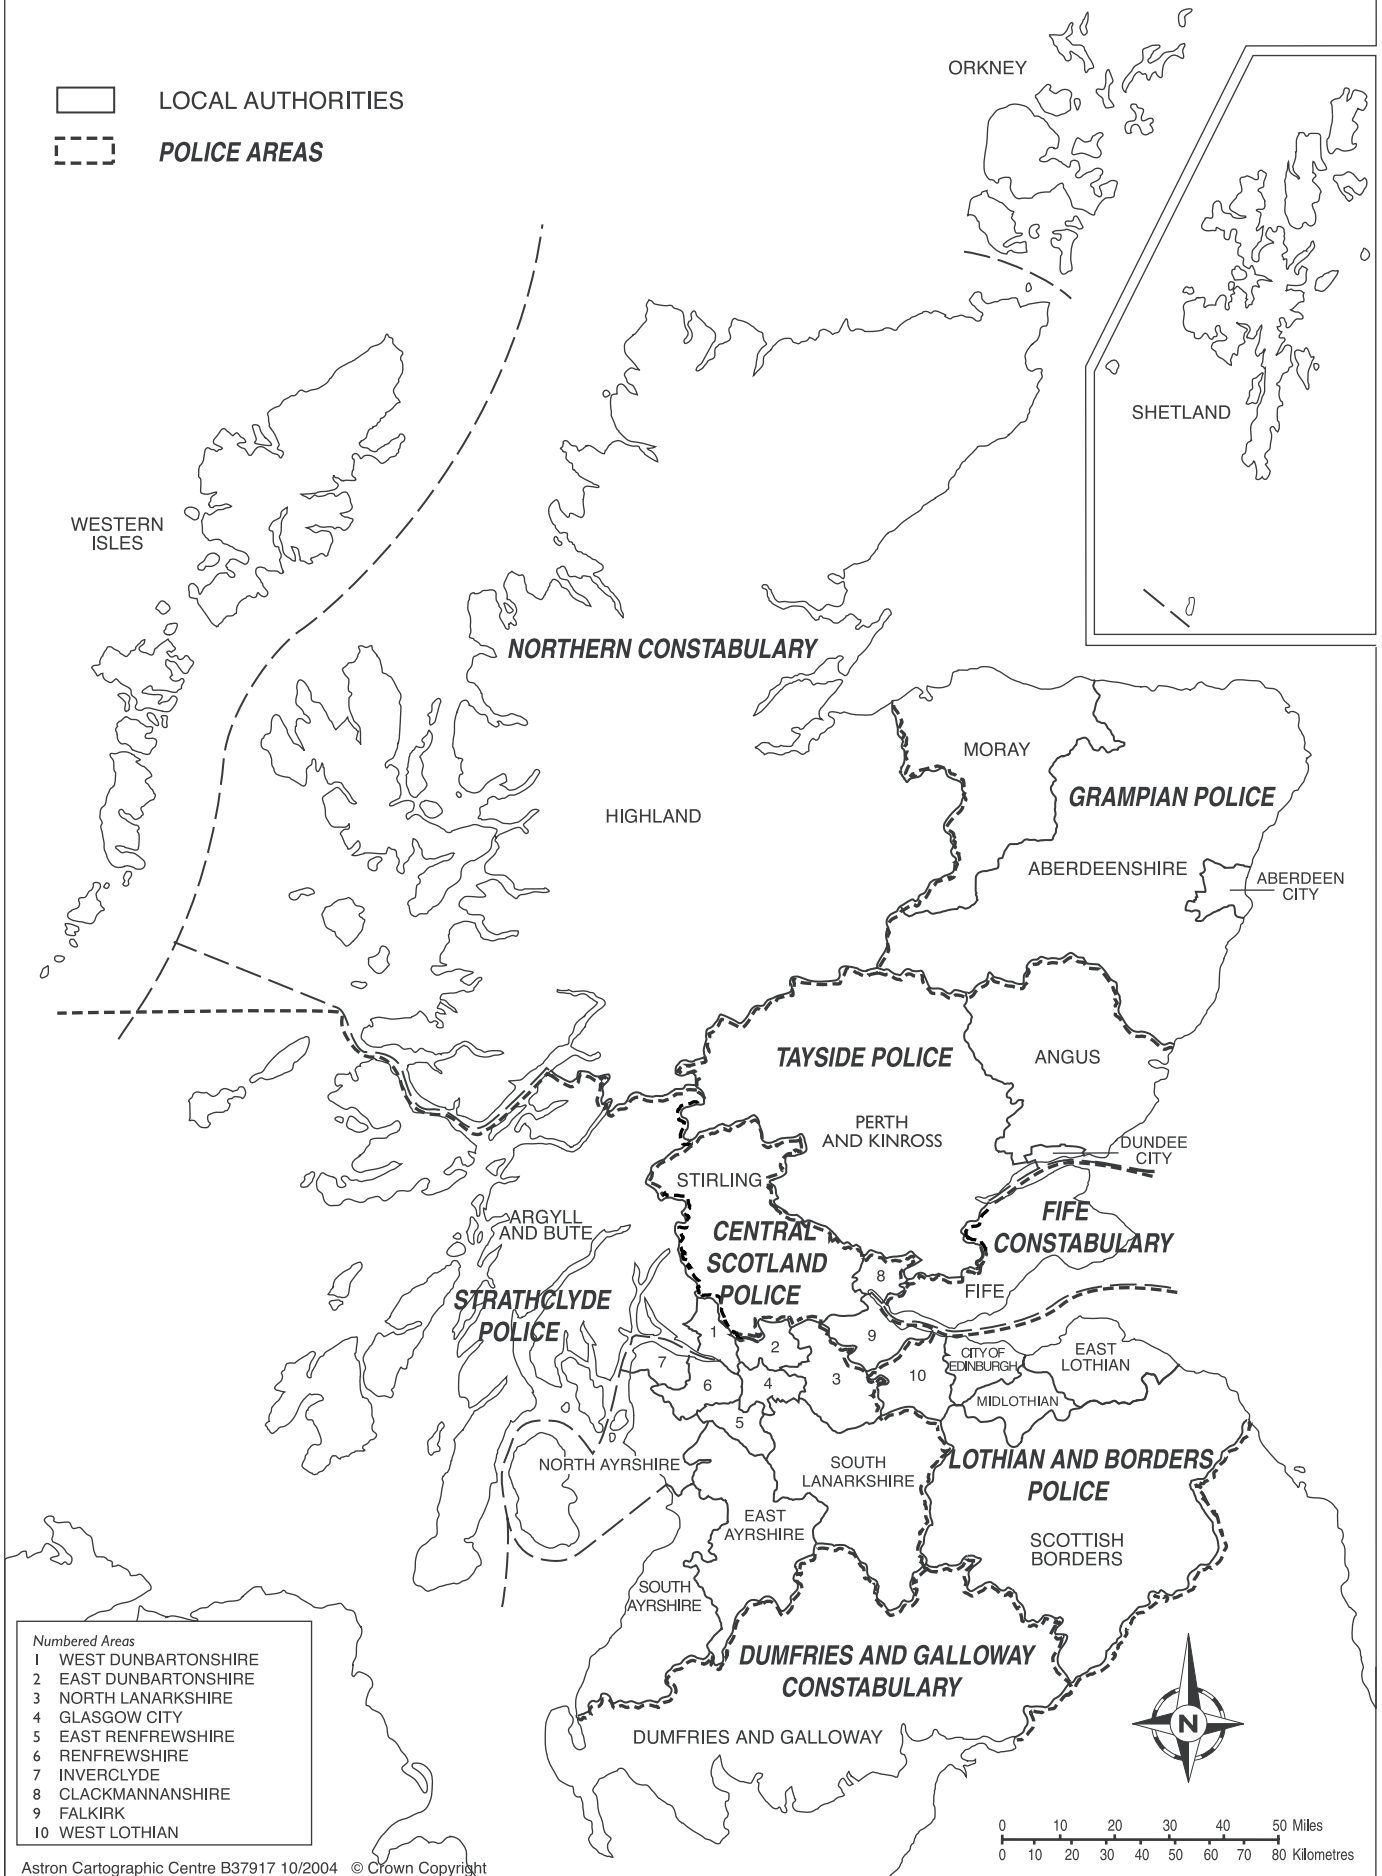 ORKNEY
LOCAL AUTHORITIES
POLICE AREAS
SHETLAND
WESTERN
ISLES
NORTHERN CONSTABULARY
MORAY
GRAMPIAN POLICE
HIGHLAND
ABERDEENSHIRE
ABERDEEN
CITY
TAYSIDE POLICE
ANGUS
PERTH
AND KINROSS
DUNDEE
CITY
STIRLING
ARGYLL
AND BUTE
FIFE
CONSTABULARY
CENTRAL
SCOTLAND
POLICE
8
FIFE
STRATHCLYDE
POLICE
1
2
9
CITY OF
EDINBURGH
EAST
LOTHIAN
7
6
4
3
10
MIDLOTHIAN
5
NORTH AYRSHIRE
SOUTH
LANARKSHIRE
LOTHIAN AND BORDERS
POLICE
EAST
AYRSHIRE
SCOTTISH
BORDERS
SOUTH
AYRSHIRE
DUMFRIES AND GALLOWAY
CONSTABULARY
DUMFRIES AND GALLOWAY
N
Numbered Areas
1 WEST DUNBARTONSHIRE
2 EAST DUNBARTONSHIRE
3 NORTH LANARKSHIRE
4 GLASGOW CITY
5 EAST RENFREWSHIRE
6 RENFREWSHIRE
7 INVERCLYDE
8 CLACKMANNANSHIRE
9 FALKIRK
10 WEST LOTHIAN
0 10 20 30 40 50 Miles
0 10 20 30 40 50 60 70 80 Kilometres
Astron Cartographic Centre B37917 10/2004 © Crown Copyright